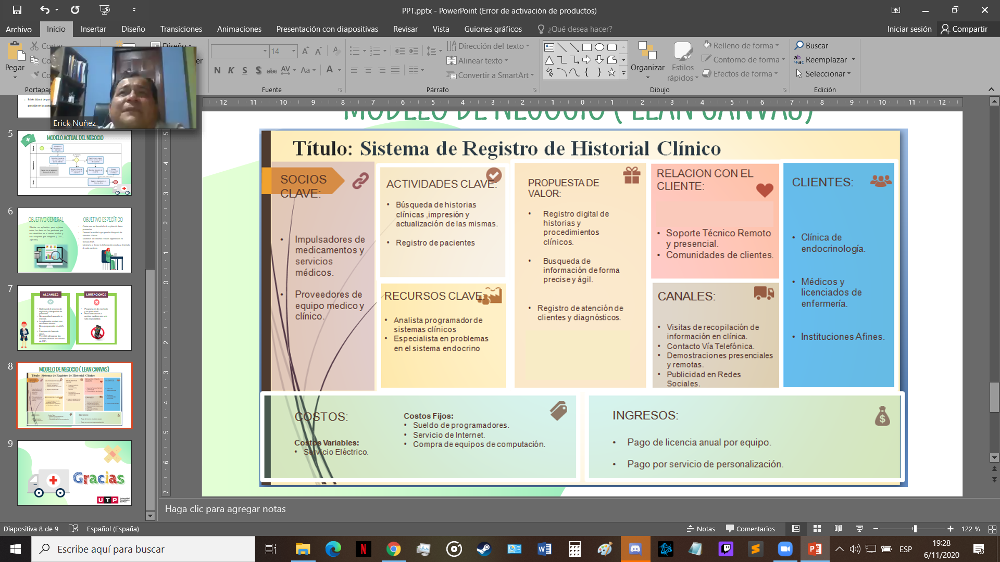 PPT.pptx - PowerPoint (Error de activación de productos)
Archivo
Inicio
Insertar
Diseño
Transiciones
Animaciones
Presentación con diapositivas
Revisar
Vista
Guiones gráficos
¿Qué desea hacer?
Iniciar sesión
Compartir
Pegar
Cortar
Diseño
14
Fuente
Dirección del texto
Alinear texto
Convertir a SmartArt
Párrafo
Organizar
Estilos rápidos
Relleno de forma
Contorno de forma
Efectos de forma
Dibujo
Buscar
Reemplazar
Seleccionar
Edición
Erick Nuñez
5
MODELO ACTUAL DEL NEGOCIO
6
OBJETIVO GENERAL
OBJETIVO ESPECÍFICO
7
ALCANCES
LIMITACIONES
8
MODELO DE NEGOCIO ( LEAN CANVAS)
Título: Sistema de Registro de Historial Clínico
9
Gracias
UTP
MODELO DE NEGOCIO ( LEAN CANVAS)
Título: Sistema de Registro de Historial Clínico
SOCIOS
CLAVE:
• Impulsadores de
medicamentos y
servicios
médicos.
• Proveedores de
equipo medico y
clínico.
ACTIVIDADES CLAVE:
• Búsqueda de historias
clínicas ,impresión y
actualización de las mismas.
• Registro de pacientes
RECURSOS CLAVE:
• Analista programador de
sistemas clínicos
• Especialista en problemas
en el sistema endocrino
PROPUESTA DE
VALOR:
• Registro digital de
historias y
procedimientos
clínicos.
• Busqueda de
información de forma
precise y ágil.
• Registro de atención de
clientes y diagnósticos.
RELACION CON EL
CLIENTE:
• Soporte Técnico Remoto
y presencial.
• Comunidades de clientes.
CANALES:
• Visitas de recopilación de
información en clínica.
• Contacto Vía Telefónica.
• Demostraciones presenciales
y remotas.
• Publicidad en Redes
Sociales.
CLIENTES:
• Clínica de
endocrinología.
• Médicos y
licenciados de
enfermería.
• Instituciones Afines.
COSTOS:
Costos Variables:
• Servicio Eléctrico.
Costos Fijos:
• Sueldo de programadores.
• Servicio de Internet.
• Compra de equipos de computación.
INGRESOS:
• Pago de licencia anual por equipo.
• Pago por servicio de personalización.
Haga clic para agregar notas
Diapositiva 8 de 9
Español (España)
Notas
Comentarios
122 %
Escribe aquí para buscar
ESP
19:28
6/11/2020